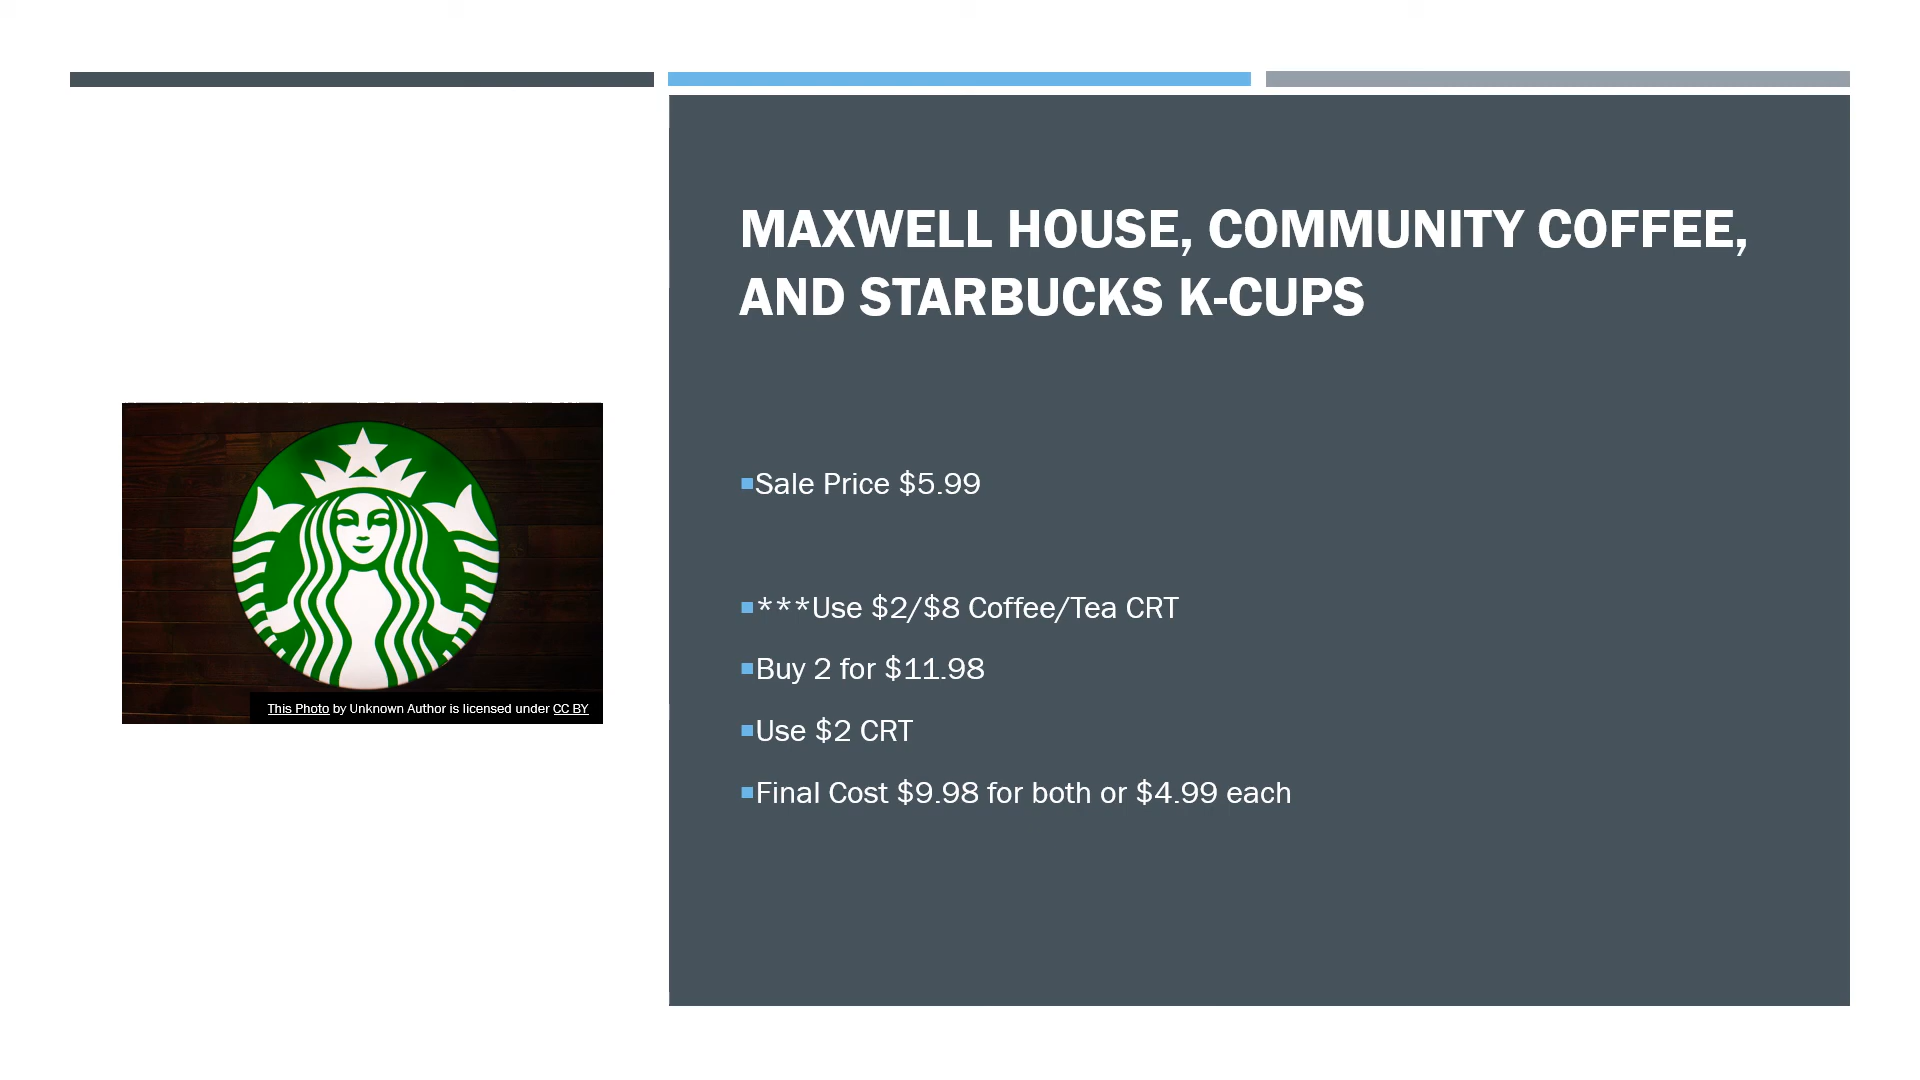 MAXWELL HOUSE, COMMUNITY COFFEE,
AND STARBUCKS K-CUPS
Sale Price $5.99
***Use $2/$8 Coffee/Tea CRT
Buy 2 for $11.98
Use $2 CRT
Final Cost $9.98 for both or $4.99 each
This Photo by Unknown Author is licensed under CC BY